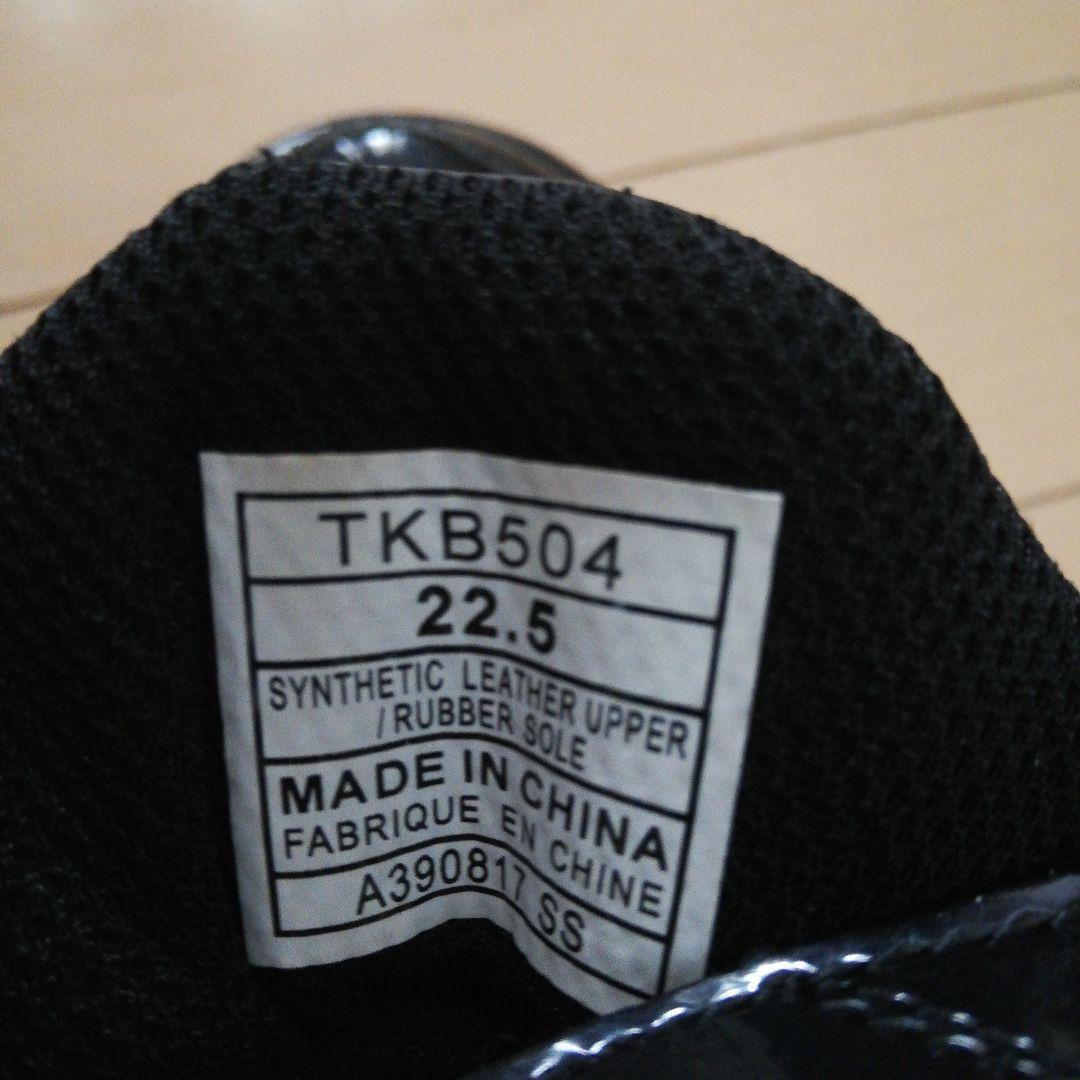 TKB504
22.5
SYNTHETIC LEATHER UPPER
/RUBBER SOLE
MADE IN CHINA
FABRIQUE EN CHINE
A390817 SS